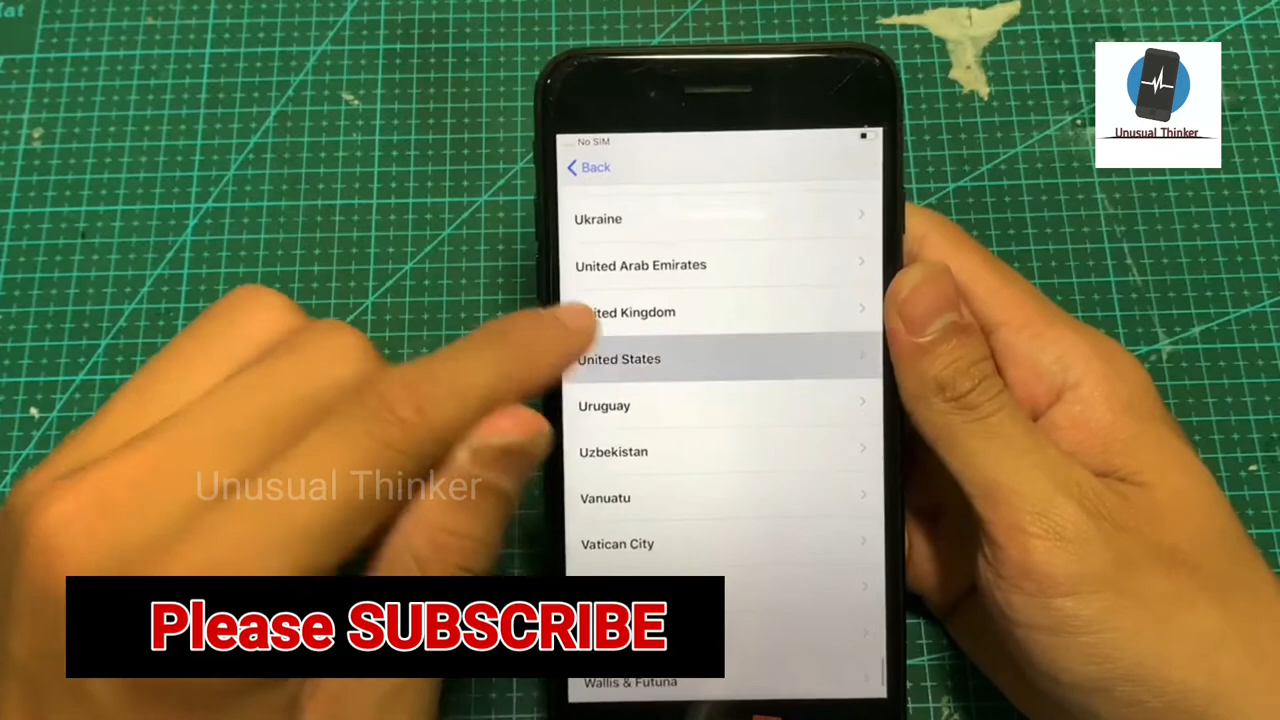 Tat
No SIM
Back
Ukraine
United Arab Emirates
ited Kingdom
United States
Uruguay
Uzbekistan
Vanuatu
Vatican City
Wallis & Futuna
Unusual Thinker
Unusual Thinker
Please SUBSCRIBE